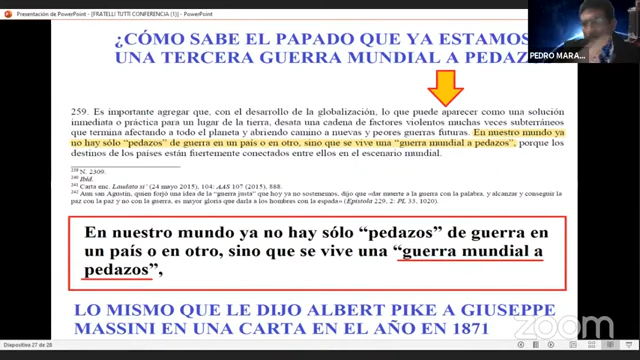 Presentación de PowerPoint - [FRATELLI TUTTI CONFERENCIA (1)] - PowerPoint
¿CÓMO SABE EL PAPADO QUE YA ESTAMOS
UNA TERCERA GUERRA MUNDIAL A PEDAZ
PEDRO MARA...
259. Es importante agregar que, con el desarrollo de la globalización, lo que puede aparecer como una solución
inmediata o práctica para un lugar de la tierra, desata una cadena de factores violentos muchas veces subterráneos
que termina afectando a todo el planeta y abriendo camino a nuevas y peores guerras futuras. En nuestro mundo ya
no hay sólo “pedazos” de guerra en un país o en otro, sino que se vive una “guerra mundial a pedazos”, porque los
destinos de los países están fuertemente conectados entre ellos en el escenario mundial.
239 N. 2309.
240 Ibíd.
241 Carta enc. Laudato si’ (24 mayo 2015), 104: AAS 107 (2015), 888.
242 Aun san Agustín, quien forjó una idea de la “guerra justa” que hoy ya no sostenemos, dijo que «dar muerte a la guerra con la palabra, y alcanzar y conseguir la
paz con la paz y no con la guerra, es mayor gloria que darla a los hombres con la espada» (Epistola 229, 2: PL 33, 1020).
En nuestro mundo ya no hay sólo “pedazos” de guerra en
un país o en otro, sino que se vive una “guerra mundial a
pedazos”,
LO MISMO QUE LE DIJO ALBERT PIKE A GIUSEPPE
MASSINI EN UNA CARTA EN EL AÑO EN 1871
zoom
Diapositiva 27 de 28